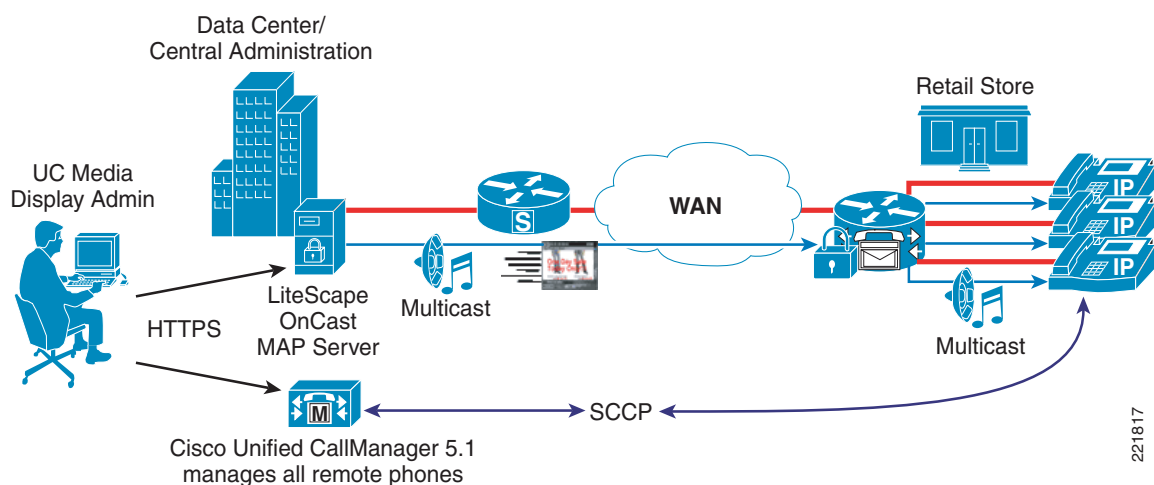 Data Center/
Central Administration
Retail Store
UC Media
Display Admin
S
WAN
IP
IP
IP
LiteScape
OnCast
MAP Server
Multicast
HTTPS
Multicast
M
SCCP
Cisco Unified CallManager 5.1
manages all remote phones
221817